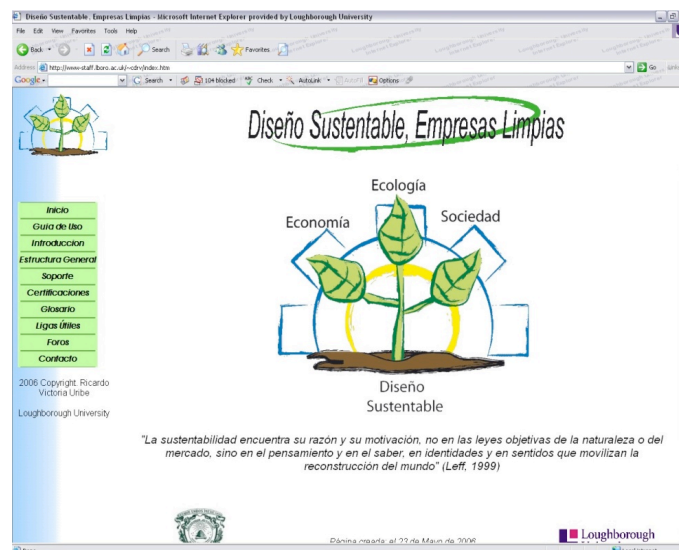 Diseño Sustentable, Empresas Limpias - Microsoft Internet Explorer provided by Loughborough University
File Edit View Favorites Tools Help
Back Search Favorites
Address http://www-staff.lboro.ac.uk/~cdrv/index.htm Go
Google Search 104 blocked Check AutoLink AutoFill Options
Diseño Sustentable, Empresas Limpias
Ecología
Economía
Sociedad
Diseño
Sustentable
Inicio
Guia de Uso
Introduccion
Estructura General
Soporte
Certificaciones
Glosario
Ligas Útiles
Foros
Contacto
2006 Copyright. Ricardo
Victoria Uribe
Loughborough University
"La sustentabilidad encuentra su razón y su motivación, no en las leyes objetivas de la naturaleza o del
mercado, sino en el pensamiento y en el saber, en identidades y en sentidos que movilizan la
reconstrucción del mundo" (Leff, 1999)
Página creada: el 23 de Mayo de 2006
Loughborough